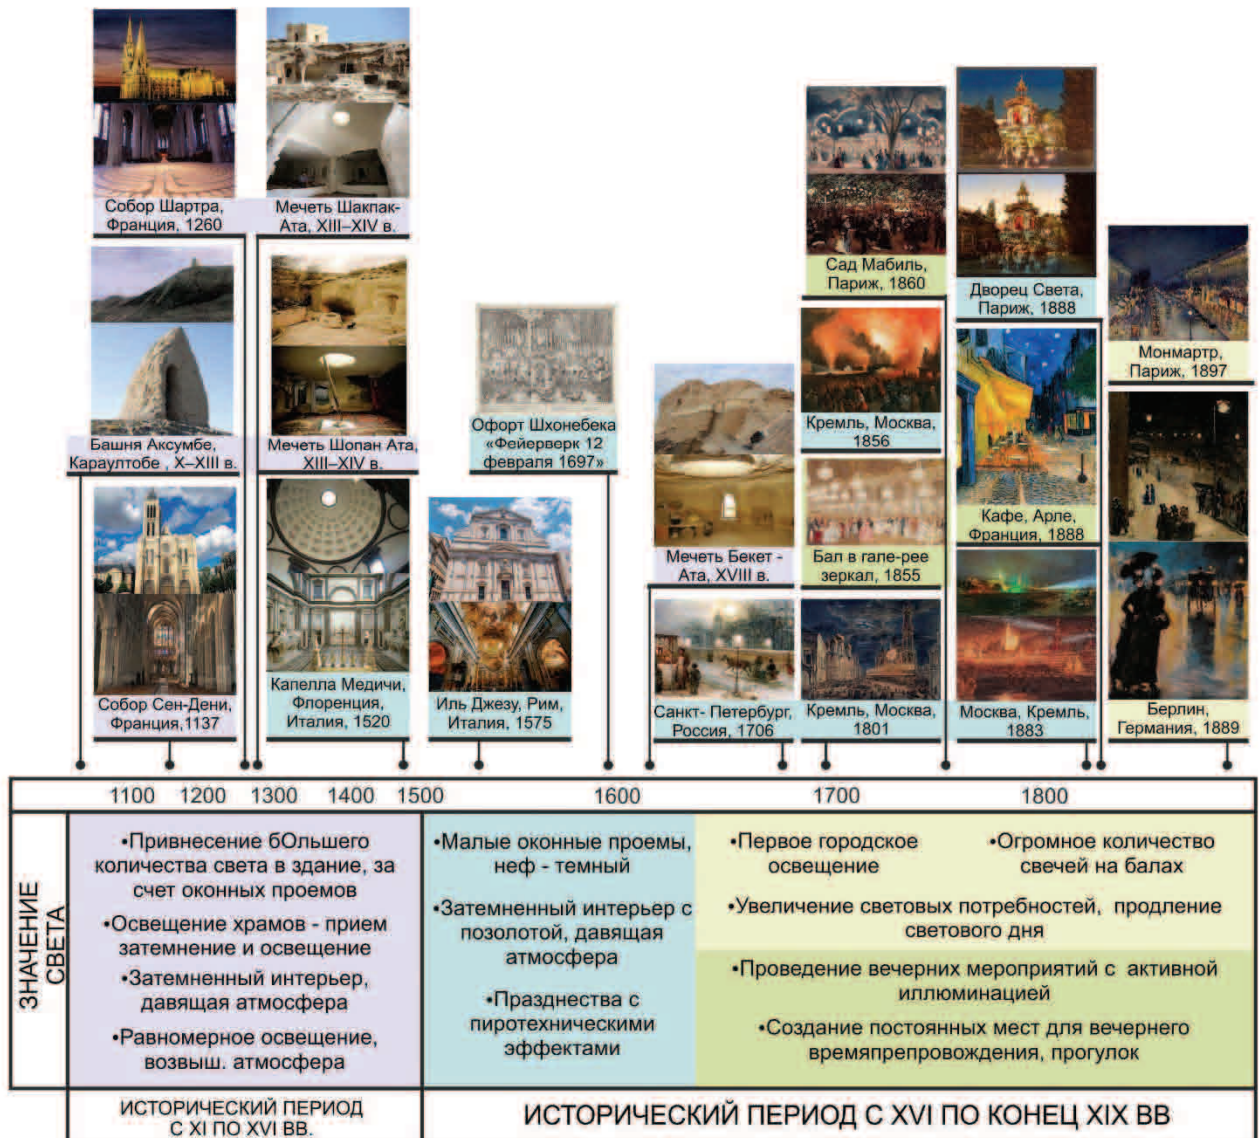 Собор Шартра,
Франция, 1260
Мечеть Шакпак-
Ата, XIII–XIV в.
Сад Мабиль,
Париж, 1860
Дворец Света,
Париж, 1888
Монмартр,
Париж, 1897
Башня Аксумбе,
Караултобе , X–XIII в.
Мечеть Шопан Ата,
XIII–XIV в.
Офорт Шхонебека
«Фейерверк 12
февраля 1697»
Кремль, Москва,
1856
Мечеть Бекет -
Ата, XVIII в.
Бал в гале-рее
зеркал, 1855
Кафе, Арле,
Франция, 1888
Собор Сен-Дени,
Франция,1137
Капелла Медичи,
Флоренция,
Италия, 1520
Иль Джезу, Рим,
Италия, 1575
Санкт- Петербург,
Россия, 1706
Кремль, Москва,
1801
Москва, Кремль,
1883
Берлин,
Германия, 1889
1100 1200 1300 1400 1500 1600 1700 1800
ЗНАЧЕНИЕ
СВЕТА
•Привнесение бОльшего
количества света в здание, за
счет оконных проемов
•Освещение храмов - прием
затемнение и освещение
•Затемненный интерьер,
давящая атмосфера
•Равномерное освещение,
возвыш. атмосфера
•Малые оконные проемы,
неф - темный
•Затемненный интерьер с
позолотой, давящая
атмосфера
•Празднества с
пиротехническими
эффектами
•Первое городское
освещение
•Огромное количество
свечей на балах
•Увеличение световых потребностей, продление
светового дня
•Проведение вечерних мероприятий с активной
иллюминацией
•Создание постоянных мест для вечернего
времяпрепровождения, прогулок
ИСТОРИЧЕСКИЙ ПЕРИОД
С XI ПО XVI ВВ.
ИСТОРИЧЕСКИЙ ПЕРИОД С XVI ПО КОНЕЦ XIX ВВ